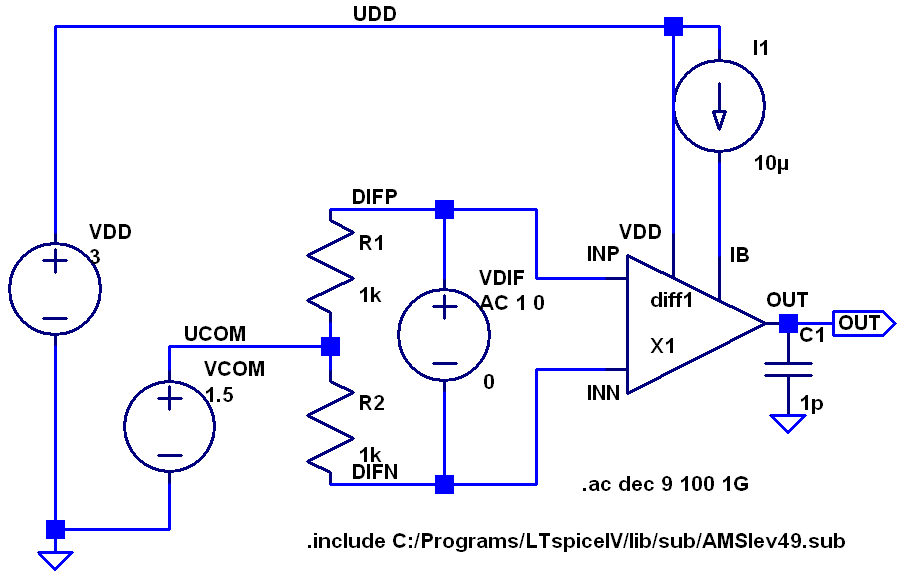 UDD
I1
10µ
DIFP
VDD
3
R1
1k
VDIF
AC 1 0
0
VDD
IB
INP
diff1
X1
INN
OUT
OUT
C1
1p
UCOM
VCOM
1.5
R2
1k
DIFN
.ac dec 9 100 1G
.include C:/Programs/LTspiceIV/lib/sub/AMSlev49.sub